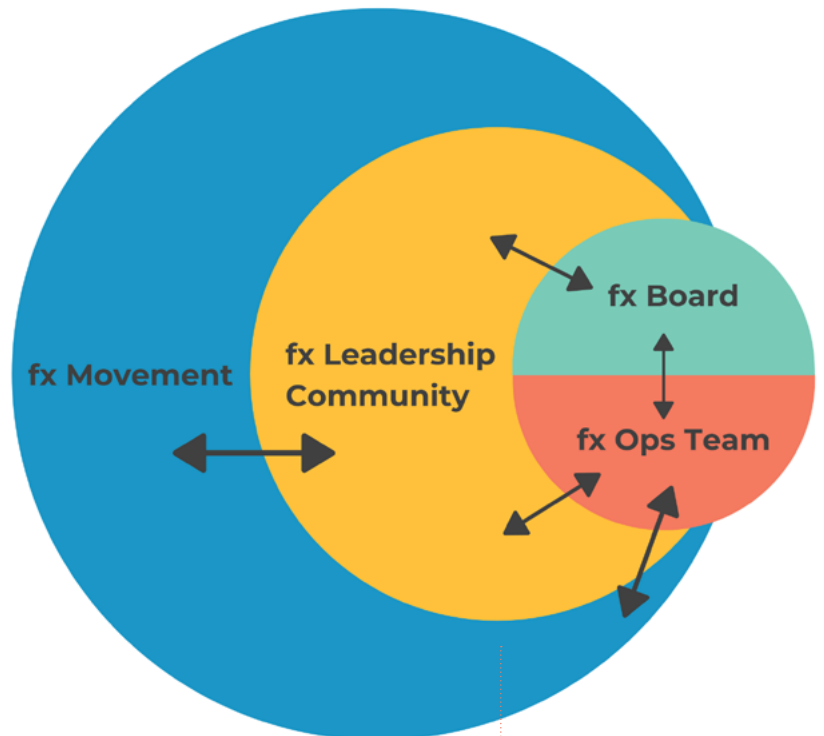 fx Board
fx Leadership
Community
fx Movement
fx Ops Team